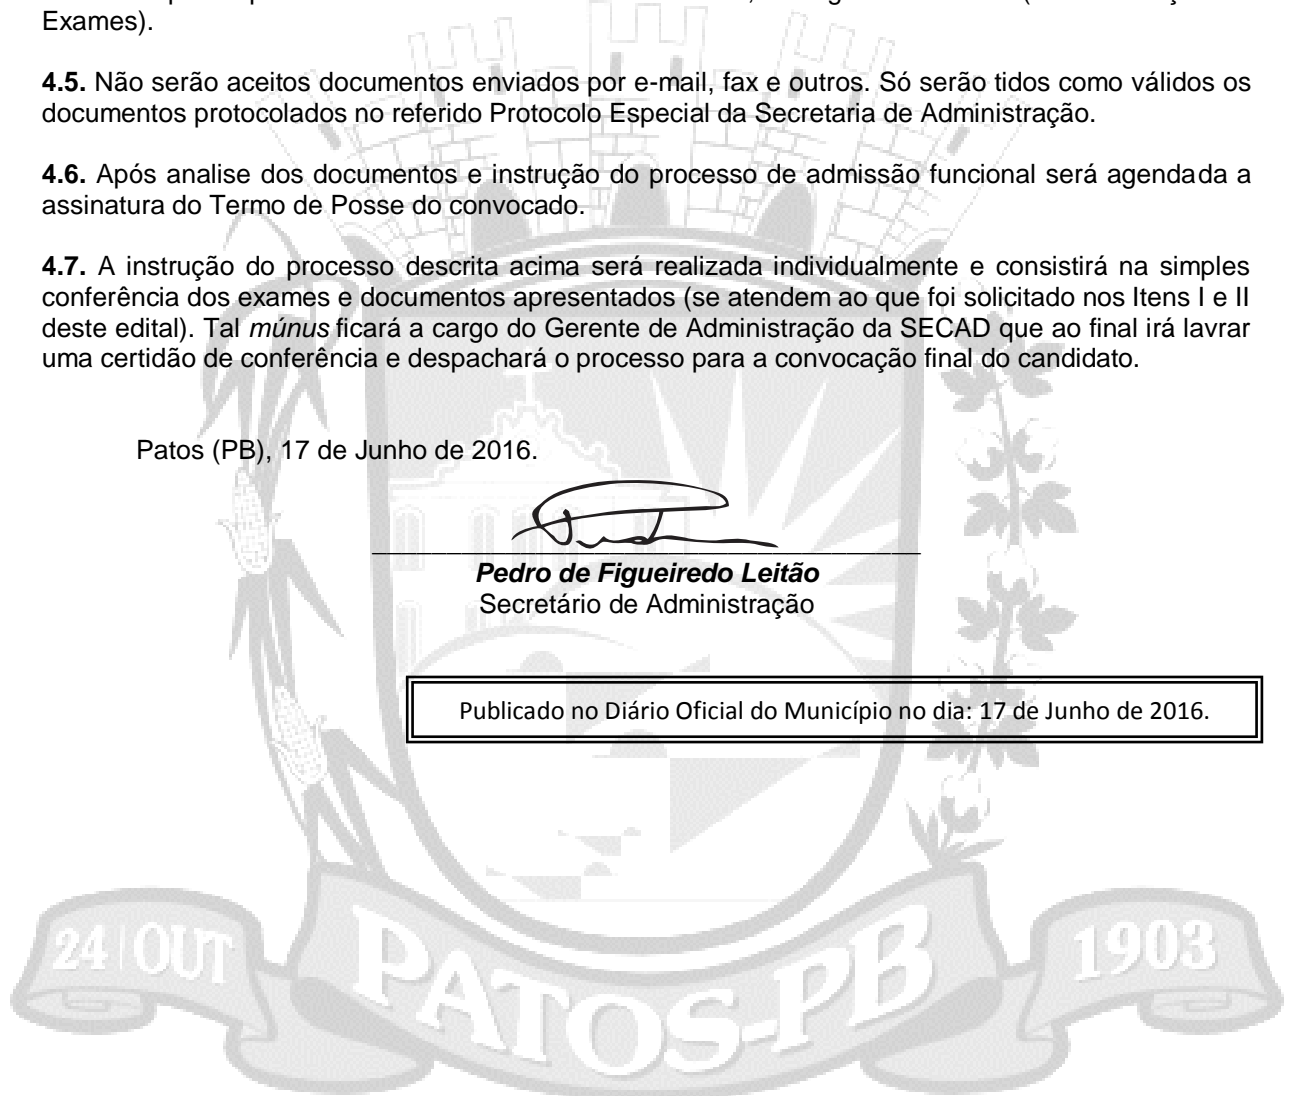 Exames).
4.5. Não serão aceitos documentos enviados por e-mail, fax e outros. Só serão tidos como válidos os
documentos protocolados no referido Protocolo Especial da Secretaria de Administração.
4.6. Após analise dos documentos e instrução do processo de admissão funcional será agendada a
assinatura do Termo de Posse do convocado.
4.7. A instrução do processo descrita acima será realizada individualmente e consistirá na simples
conferência dos exames e documentos apresentados (se atendem ao que foi solicitado nos Itens I e II
deste edital). Tal múnus ficará a cargo do Gerente de Administração da SECAD que ao final irá lavrar
uma certidão de conferência e despachará o processo para a convocação final do candidato.
Patos (PB), 17 de Junho de 2016.
Pedro de Figueiredo Leitão
Secretário de Administração
Publicado no Diário Oficial do Município no dia: 17 de Junho de 2016.
24 | OUT
PATOS-PB
1903